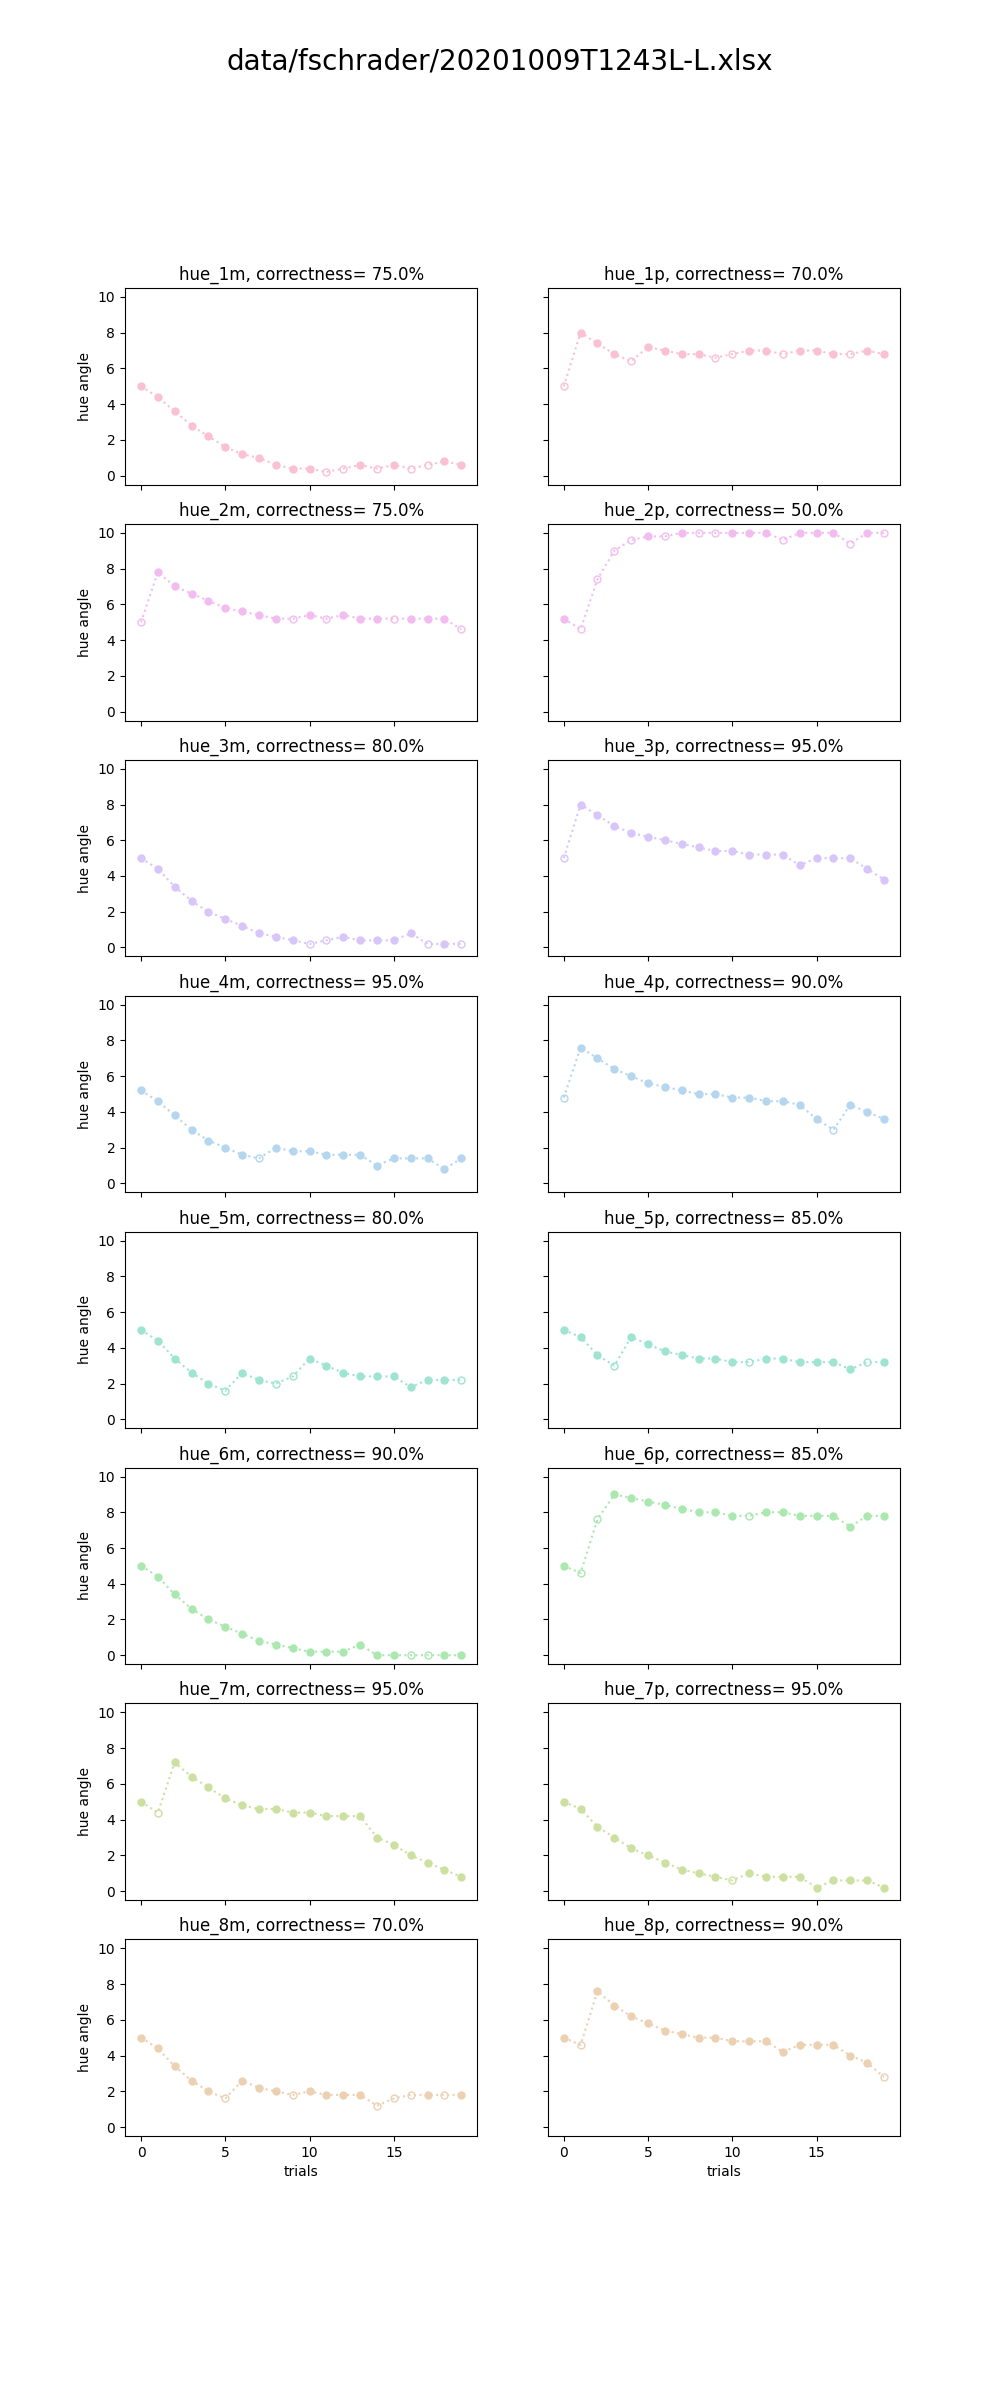 data/fschrader/20201009T1243L-L.xlsx
hue_1m, correctness= 75.0%
hue_1p, correctness= 70.0%
10
8
6
4
2
0
hue angle
hue_2m, correctness= 75.0%
hue_2p, correctness= 50.0%
10
8
6
4
2
0
hue angle
hue_3m, correctness= 80.0%
hue_3p, correctness= 95.0%
10
8
6
4
2
0
hue angle
hue_4m, correctness= 95.0%
hue_4p, correctness= 90.0%
10
8
6
4
2
0
hue angle
hue_5m, correctness= 80.0%
hue_5p, correctness= 85.0%
10
8
6
4
2
0
hue angle
hue_6m, correctness= 90.0%
hue_6p, correctness= 85.0%
10
8
6
4
2
0
hue angle
hue_7m, correctness= 95.0%
hue_7p, correctness= 95.0%
10
8
6
4
2
0
hue angle
hue_8m, correctness= 70.0%
hue_8p, correctness= 90.0%
10
8
6
4
2
0
hue angle
0 5 10 15
trials
0 5 10 15
trials